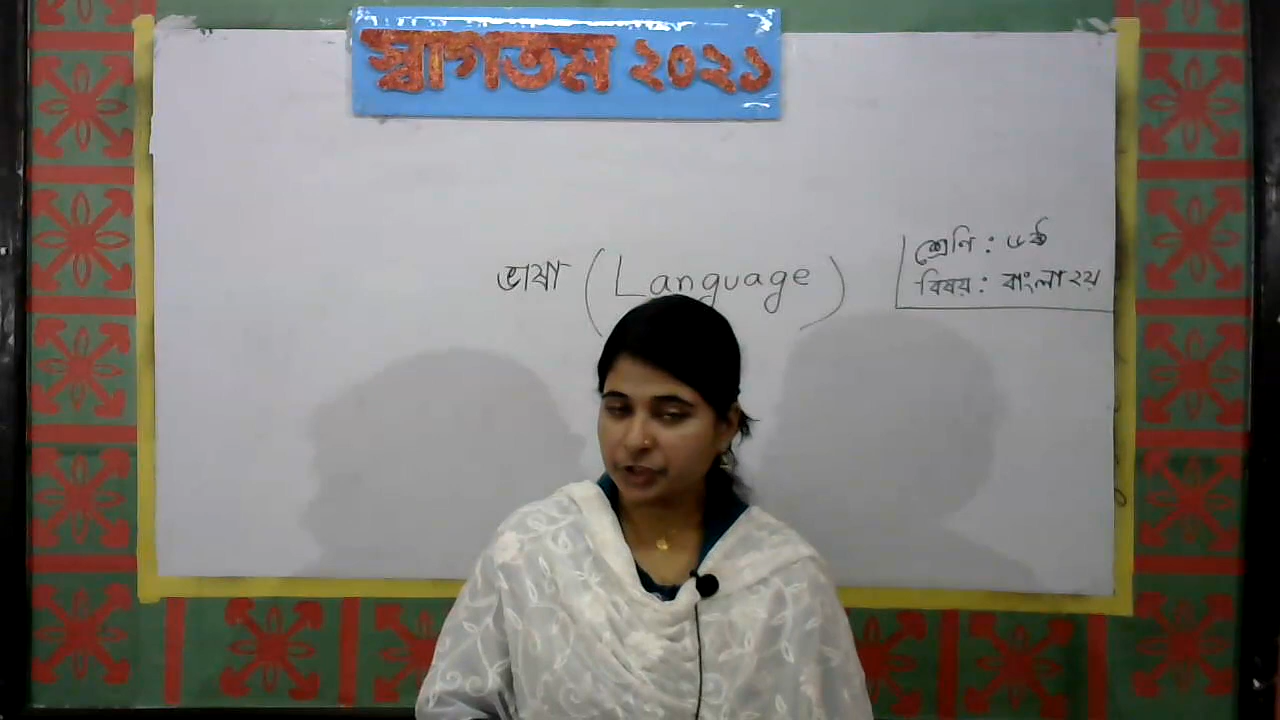 স্বাগতম ২০২১
ভাষা (Language)
শ্রেণি : ৬ষ্ঠ
বিষয় : বাংলা ২য়